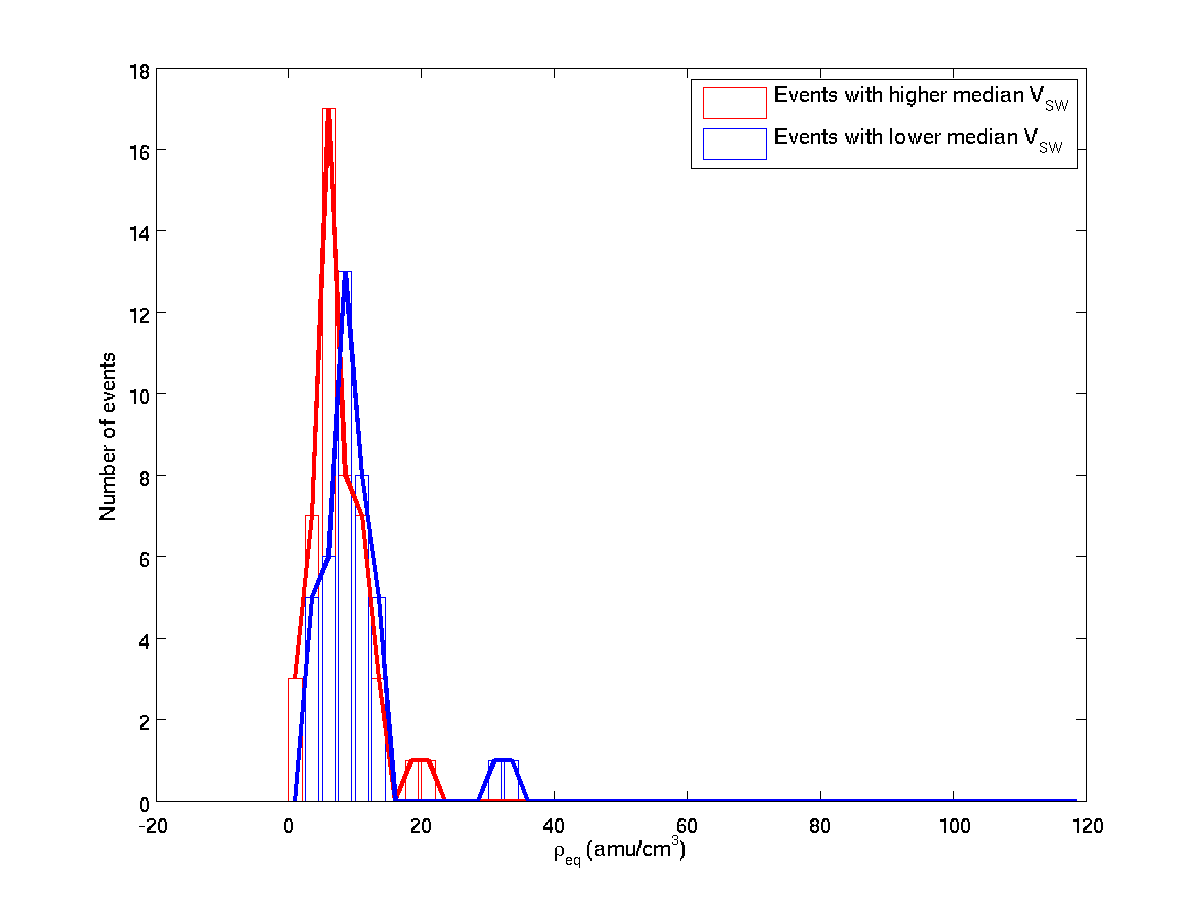 18
16
14
12
10
8
6
4
2
0
Number of events
Events with higher median V_SW
Events with lower median V_SW
-20 0 20 40 60 80 100 120
ρ_eq (amu/cm^3)